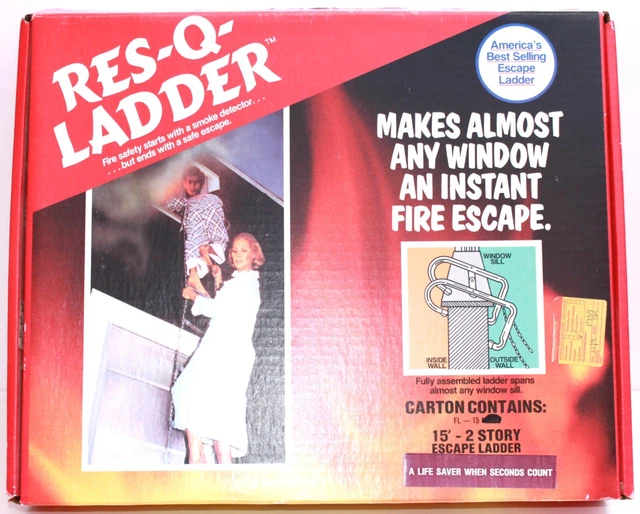 RES-Q-
LADDER™
Fire safety starts with a smoke detector...
...but ends with a safe escape.
America's
Best Selling
Escape
Ladder
MAKES ALMOST
ANY WINDOW
AN INSTANT
FIRE ESCAPE.
WINDOW
SILL
INSIDE
WALL
OUTSIDE
WALL
Fully assembled ladder spans
almost any window sill.
CARTON CONTAINS:
FL – 15
15' - 2 STORY
ESCAPE LADDER
A LIFE SAVER WHEN SECONDS COUNT